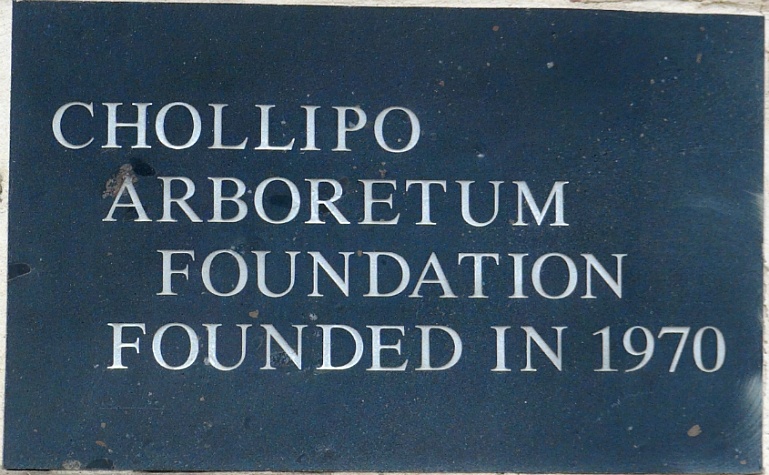 CHOLLIPO
ARBORETUM
FOUNDATION
FOUNDED IN 1970